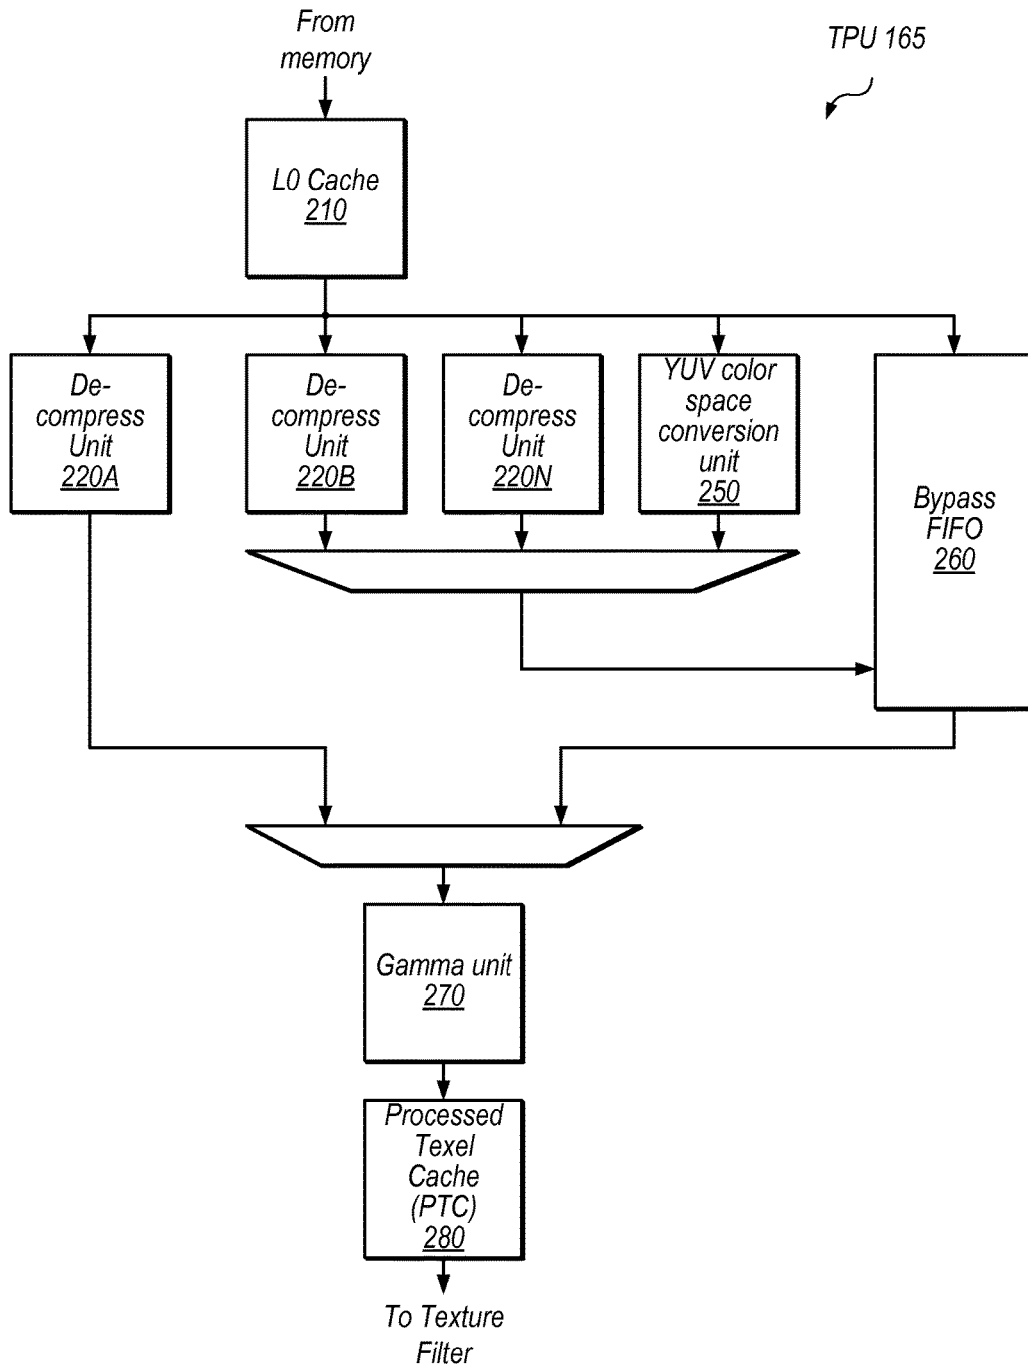 From
memory
TPU 165
L0 Cache
210
De-
compress
Unit
220A
De-
compress
Unit
220B
De-
compress
Unit
220N
YUV color
space
conversion
unit
250
Bypass
FIFO
260
Gamma unit
270
Processed
Texel
Cache
(PTC)
280
To Texture
Filter